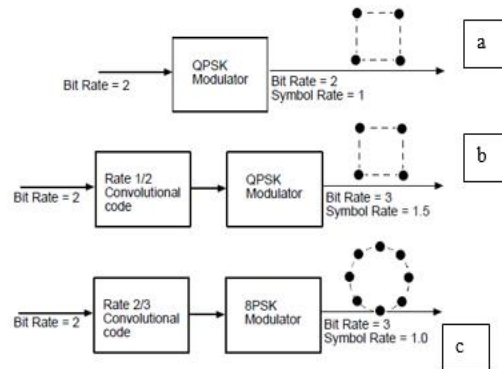 a
QPSK
Modulator
Bit Rate = 2
Bit Rate = 2
Symbol Rate = 1
b
Rate 1/2
Convolutional
code
QPSK
Modulator
Bit Rate = 2
Bit Rate = 3
Symbol Rate = 1.5
Rate 2/3
Convolutional
code
8PSK
Modulator
Bit Rate = 2
Bit Rate = 3
Symbol Rate = 1.0
c